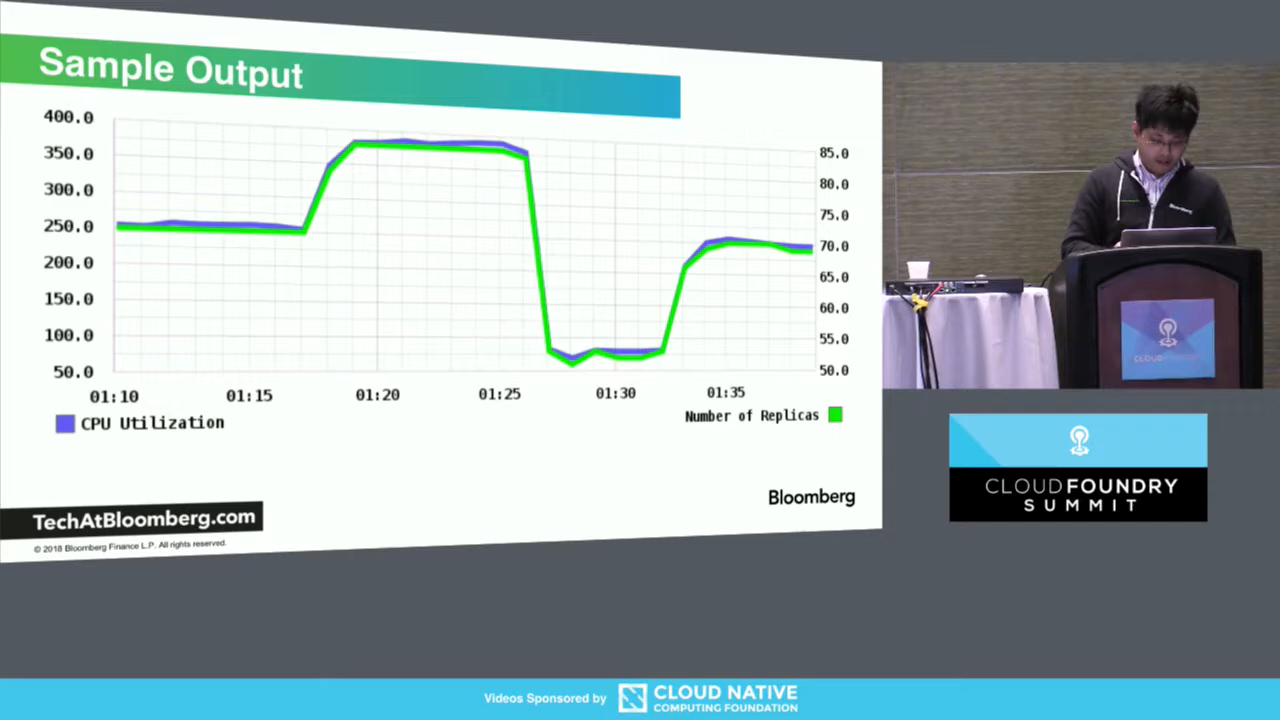 Sample Output
400.0
350.0
300.0
250.0
200.0
150.0
100.0
50.0
85.0
80.0
75.0
70.0
65.0
60.0
55.0
50.0
01:10 01:15 01:20 01:25 01:30 01:35
CPU Utilization
Number of Replicas
TechAtBloomberg.com
© 2018 Bloomberg Finance L.P. All rights reserved.
Bloomberg
Bloomberg
CLOUD FOUNDRY
CLOUD FOUNDRY
SUMMIT
Videos Sponsored by
CLOUD NATIVE
COMPUTING FOUNDATION